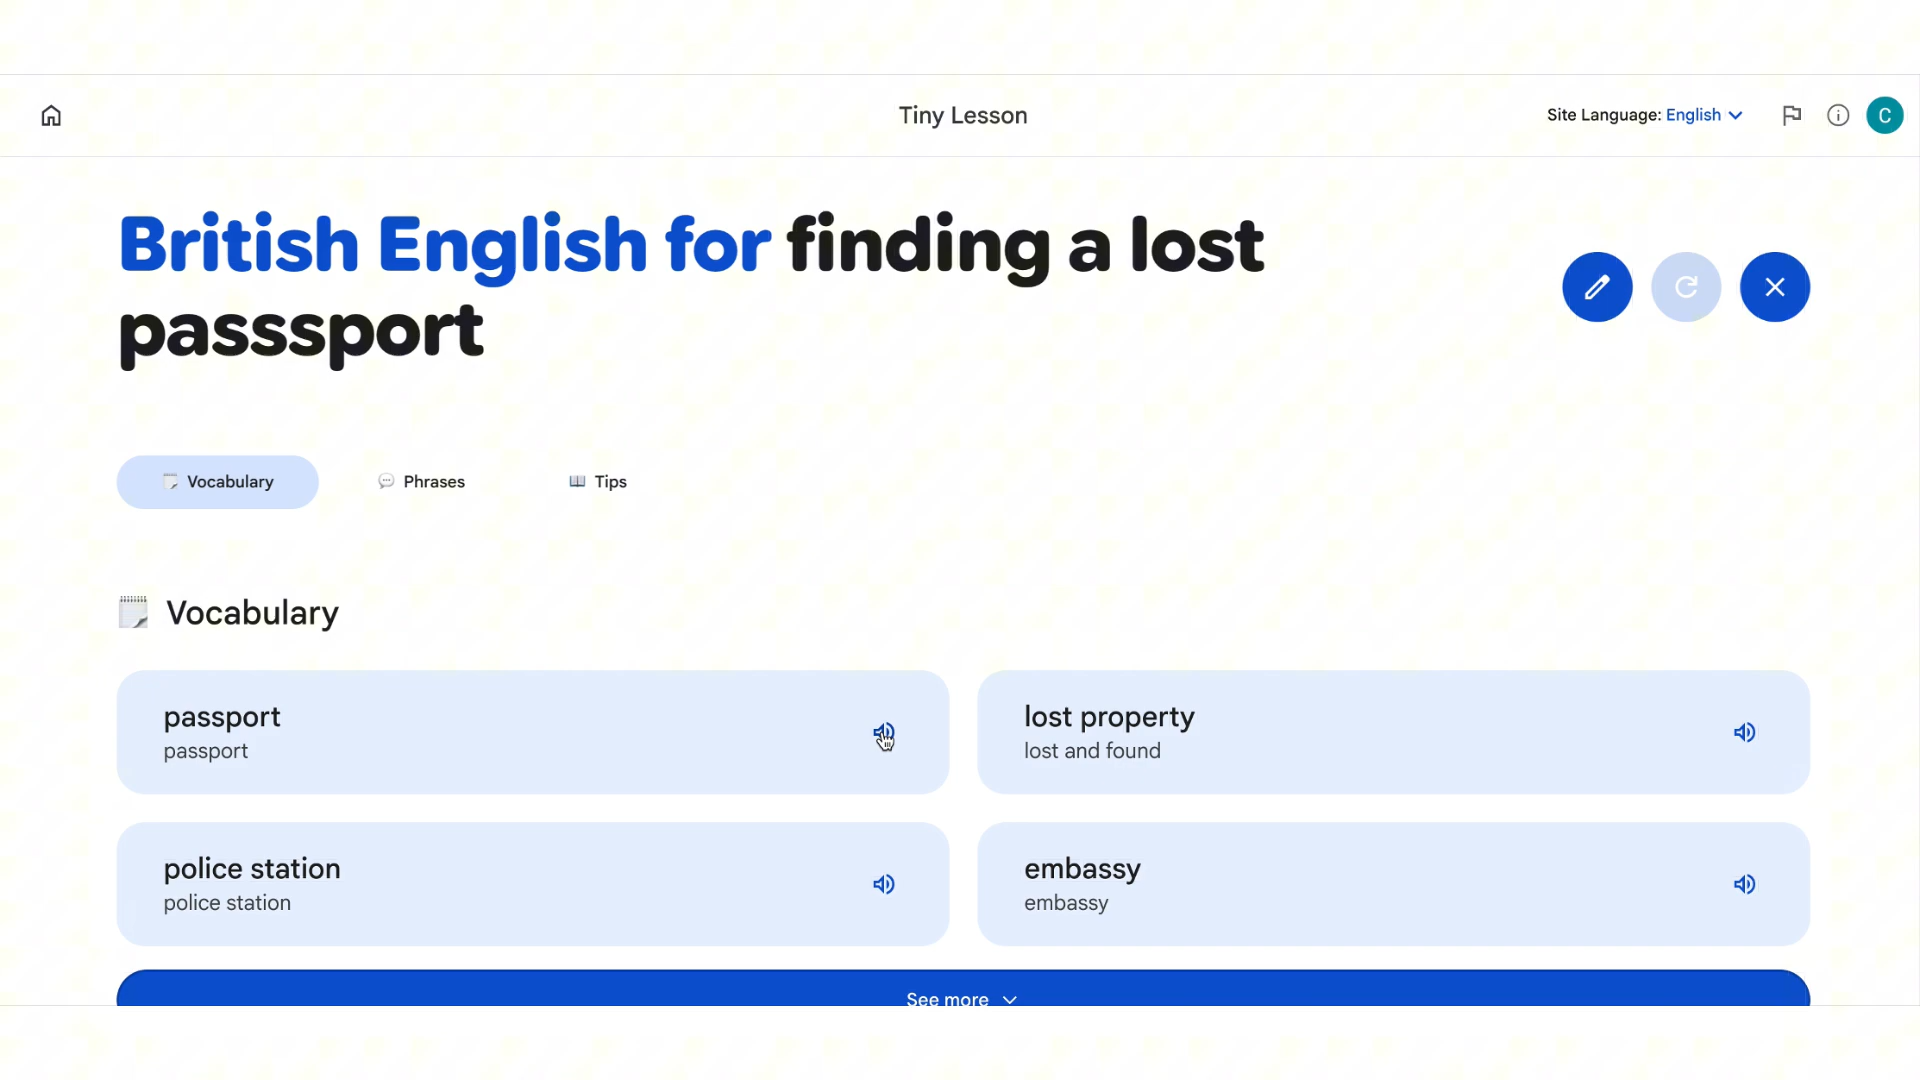 Tiny Lesson
Site Language: English
C
British English for finding a lost
passsport
Vocabulary
Phrases
Tips
Vocabulary
passport
passport
lost property
lost and found
police station
police station
embassy
embassy
See more